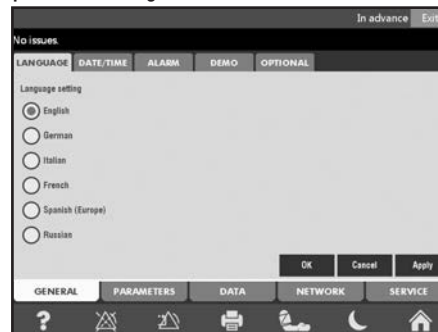 In advance Exit
No issues.
LANGUAGE DATE/TIME ALARM DEMO OPTIONAL
Language setting
English
German
Italian
French
Spanish (Europe)
Russian
OK Cancel Apply
GENERAL PARAMETERS DATA NETWORK SERVICE
?